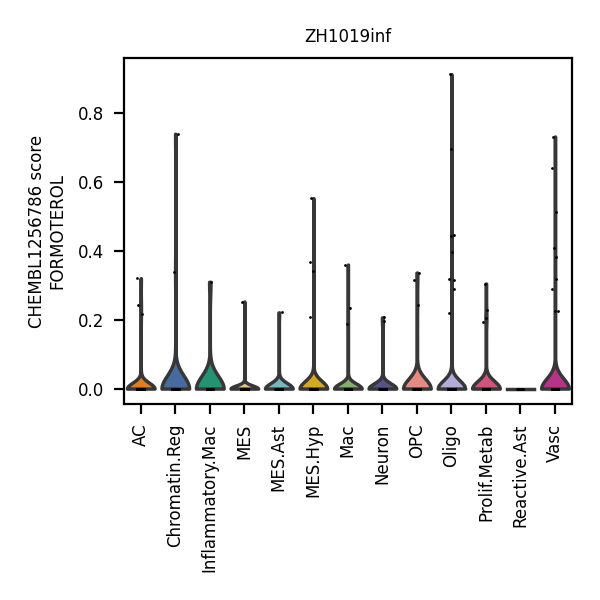 ZH1019inf
CHEMBL1256786 score
FORMOTEROL
0.8
0.6
0.4
0.2
0.0
AC
Chromatin.Reg
Inflammatory.Mac
MES
MES.Ast
MES.Hyp
Mac
Neuron
OPC
Oligo
Prolif.Metab
Reactive.Ast
Vasc